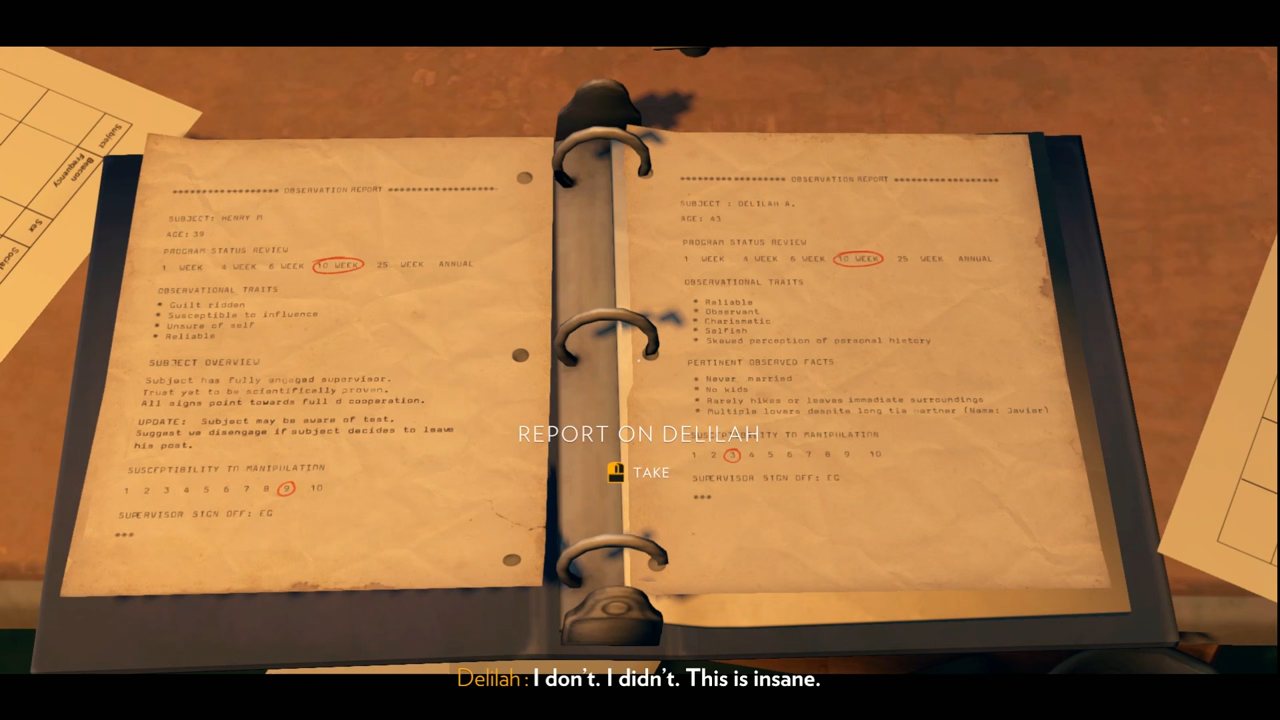 Subject
Beacon Frequency
Sex
Social
OBSERVATION REPORT
SUBJECT: HENRY M
AGE: 39
PROGRAM STATUS REVIEW
1 WEEK 4 WEEK 6 WEEK 10 WEEK 25 WEEK ANNUAL
OBSERVATIONAL TRAITS
* Guilt ridden
* Susceptible to influence
* Unsure of self
* Reliable
SUBJECT OVERVIEW
Subject has fully engaged supervisor.
Trust yet to be scientifically proven.
All signs point towards full d cooperation.
UPDATE: Subject may be aware of test.
Suggest we disengage if subject decides to leave
his post.
SUSCEPTIBILITY TO MANIPULATION
1 2 3 4 5 6 7 8 9 10
SUPERVISOR SIGN OFF: EG
***
OBSERVATION REPORT
SUBJECT : DELILAH A.
AGE: 43
PROGRAM STATUS REVIEW
1 WEEK 4 WEEK 6 WEEK 10 WEEK 25 WEEK ANNUAL
OBSERVATIONAL TRAITS
* Reliable
* Observant
* Charismatic
* Selfish
* Skewed perception of personal history
PERTINENT OBSERVED FACTS
* Never married
* No kids
* Rarely hikes or leaves immediate surroundings
* Multiple lovers despite long tie partner (Name: Javier)
SUSCEPTIBILITY TO MANIPULATION
1 2 3 4 5 6 7 8 9 10
SUPERVISOR SIGN OFF: EG
***
REPORT ON DELILAH
TAKE
Delilah: I don't. I didn't. This is insane.